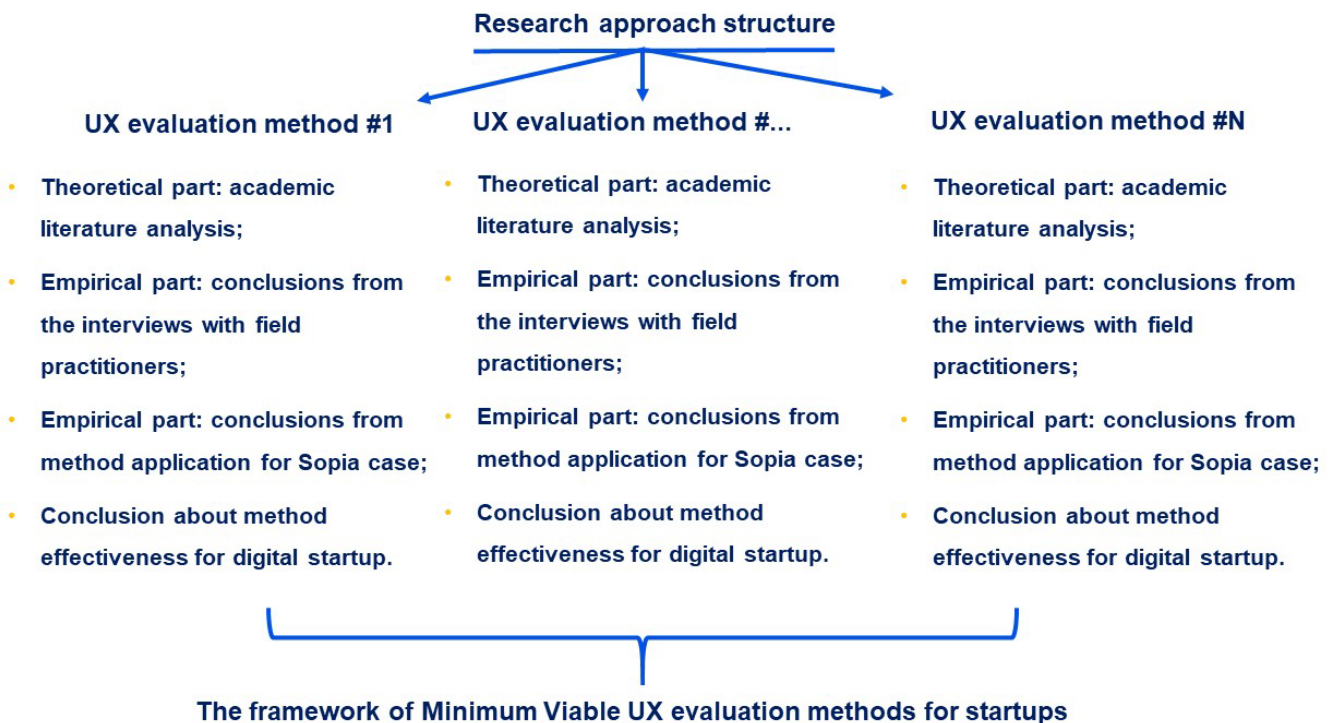 Research approach structure
UX evaluation method #1
• Theoretical part: academic
literature analysis;
• Empirical part: conclusions from
the interviews with field
practitioners;
• Empirical part: conclusions from
method application for Sopia case;
• Conclusion about method
effectiveness for digital startup.
UX evaluation method #...
• Theoretical part: academic
literature analysis;
• Empirical part: conclusions from
the interviews with field
practitioners;
• Empirical part: conclusions from
method application for Sopia case;
• Conclusion about method
effectiveness for digital startup.
UX evaluation method #N
• Theoretical part: academic
literature analysis;
• Empirical part: conclusions from
the interviews with field
practitioners;
• Empirical part: conclusions from
method application for Sopia case;
• Conclusion about method
effectiveness for digital startup.
The framework of Minimum Viable UX evaluation methods for startups